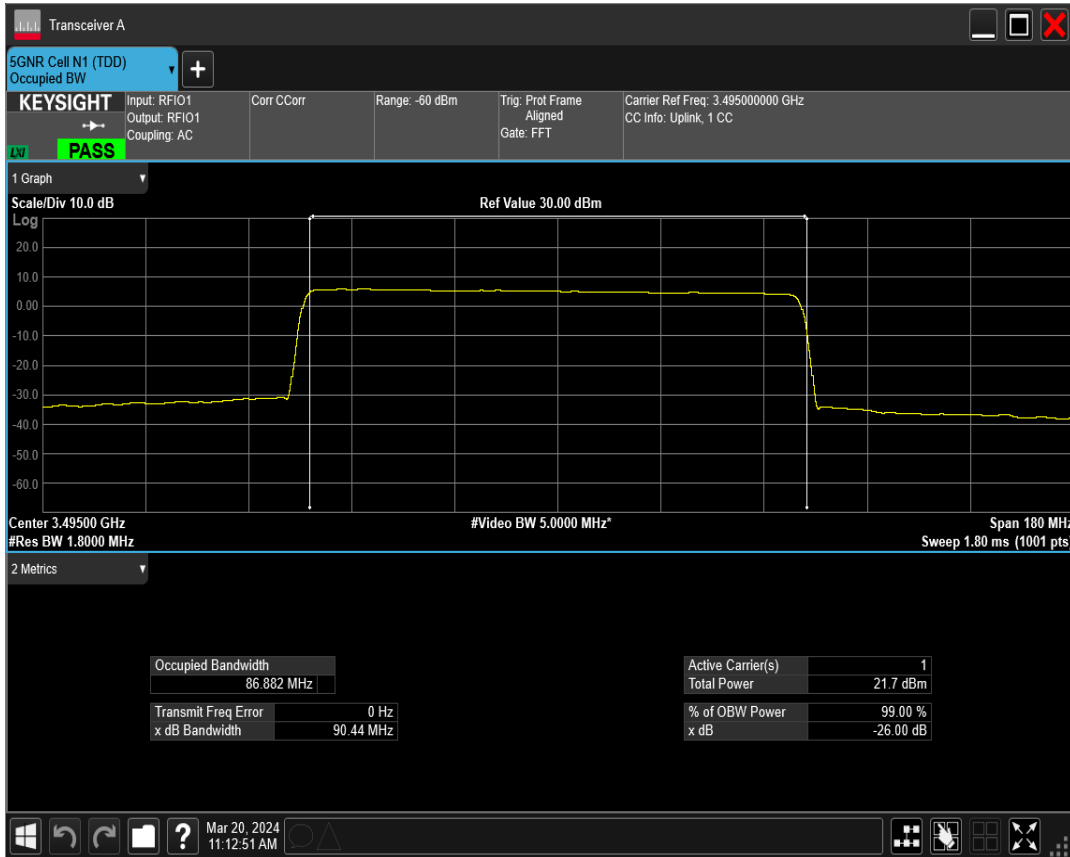 Transceiver A
5GNR Cell N1 (TDD)
Occupied BW
+
KEYSIGHT
LXI
PASS
Input: RFIO1
Output: RFIO1
Coupling: AC
Corr CCorr
Range: -60 dBm
Trig: Prot Frame
Aligned
Gate: FFT
Carrier Ref Freq: 3.495000000 GHz
CC Info: Uplink, 1 CC
1 Graph
Scale/Div 10.0 dB
Ref Value 30.00 dBm
Log
20.0
10.0
0.00
-10.0
-20.0
-30.0
-40.0
-50.0
-60.0
Center 3.49500 GHz
#Video BW 5.0000 MHz*
Span 180 MHz
#Res BW 1.8000 MHz
Sweep 1.80 ms (1001 pts)
2 Metrics
Occupied Bandwidth
86.882 MHz
Transmit Freq Error 0 Hz
x dB Bandwidth 90.44 MHz
Active Carrier(s) 1
Total Power 21.7 dBm
% of OBW Power 99.00 %
x dB -26.00 dB
?
Mar 20, 2024
11:12:51 AM